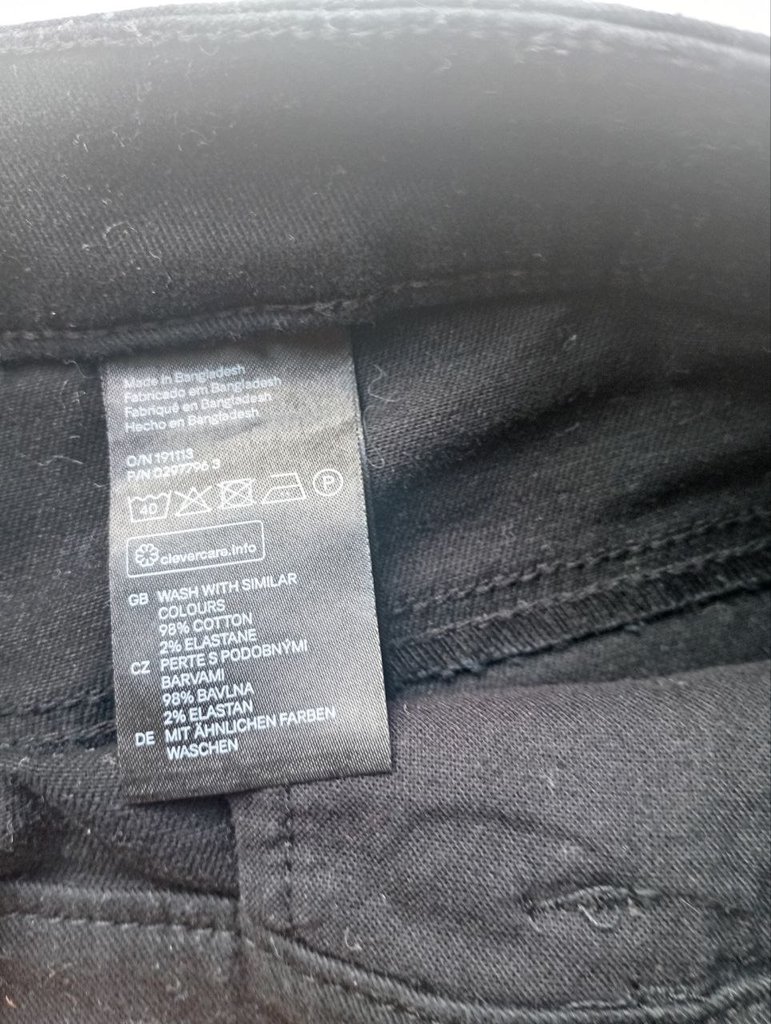 Made in Bangladesh
Fabricado em Bangladesh
Fabriqué en Bangladesh
Hecho en Bangladesh
O/N 191113
P/N 0297796 3
40 P
clevercare.info
GB WASH WITH SIMILAR
COLOURS
98% COTTON
2% ELASTANE
CZ PERTE S PODOBNÝMI
BARVAMI
98% BAVLNA
2% ELASTAN
DE MIT ÄHNLICHEN FARBEN
WASCHEN